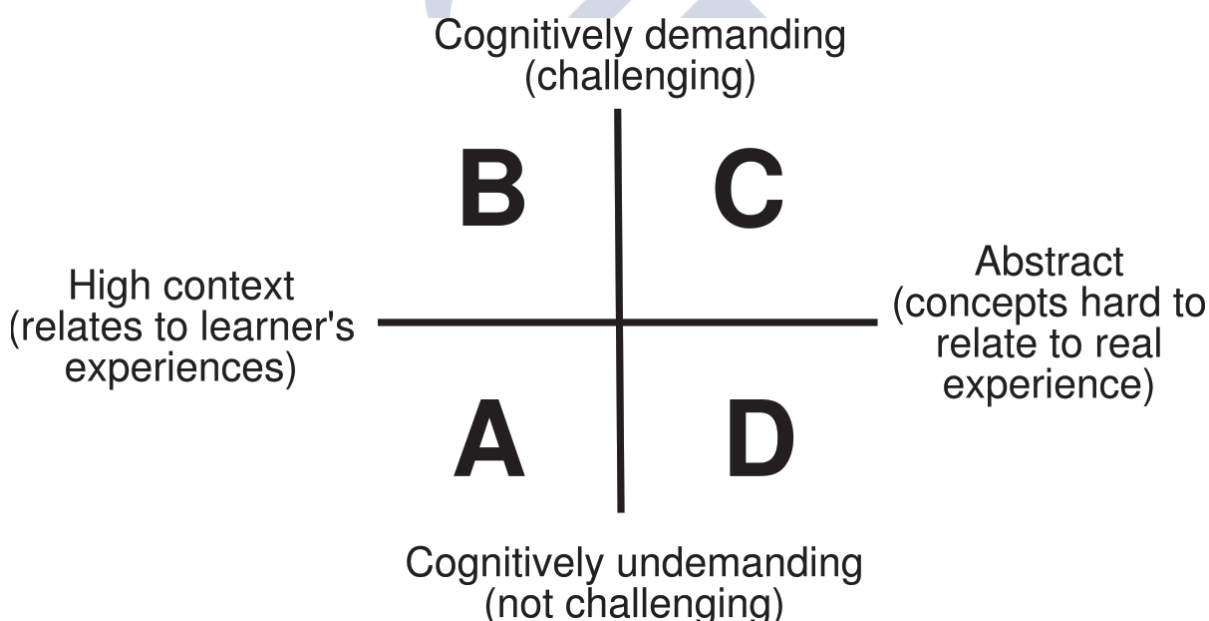 Cognitively demanding
(challenging)
B
C
High context
(relates to learner's
experiences)
Abstract
(concepts hard to
relate to real
experience)
A
D
Cognitively undemanding
(not challenging)